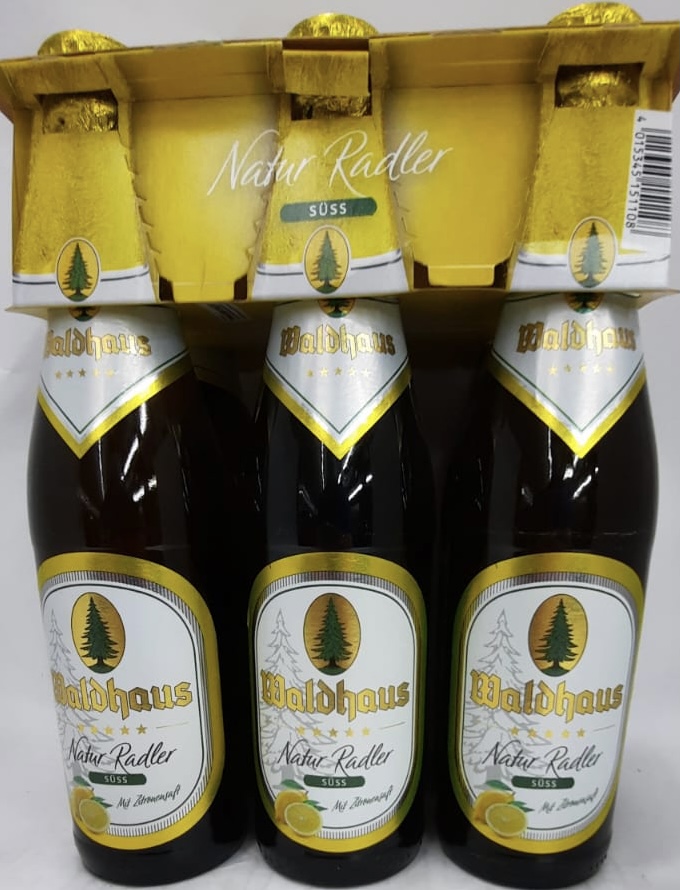 Natur Radler
SÜSS
4 015345 151108
Waldhaus
Waldhaus
Waldhaus
Waldhaus
Natur Radler
SÜSS
Mit Zitronensaft
Waldhaus
Natur Radler
SÜSS
Mit Zitronensaft
Waldhaus
Natur Radler
SÜSS
Mit Zitronensaft